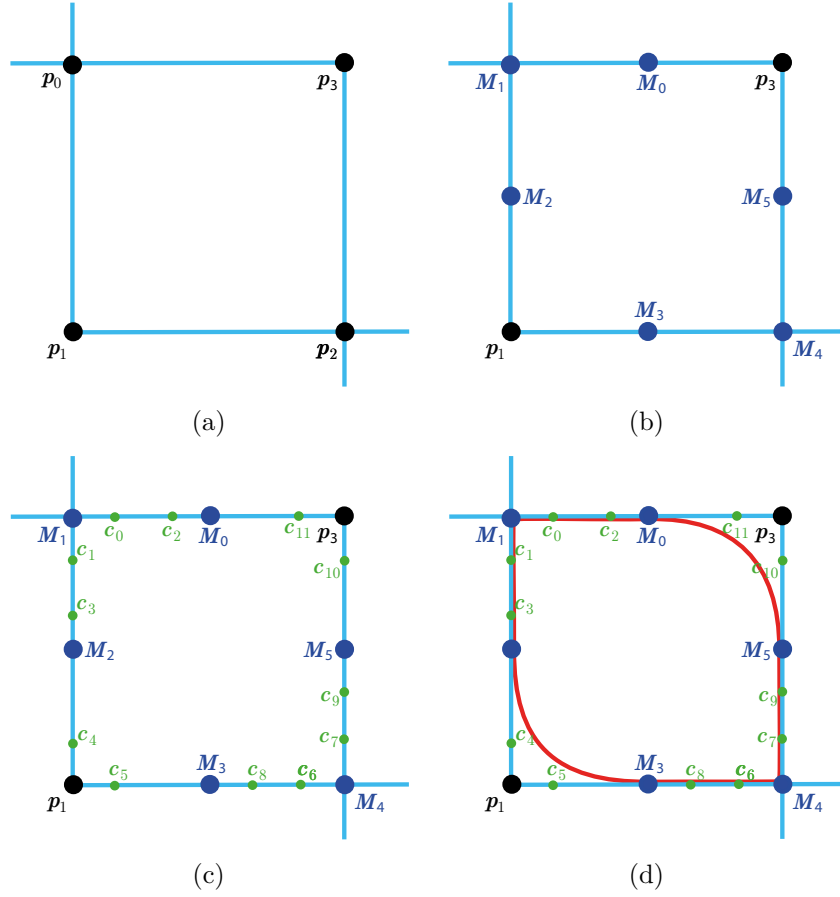 p₀ p₃ M₁ M₀ p₃
M₂ M₅
M₃
p₁ p₂ p₁ M₄
(a) (b)
M₁ c₀ c₂ M₀ c₁₁ p₃ M₁ c₀ c₂ M₀ c₁₁ p₃
c₁ c₁₀ c₁ c₁₀
c₃ c₃
M₂ M₅ M₅
c₉ c₉
c₄ c₇ c₄ c₇
c₅ M₃ c₈ c₆ c₅ M₃ c₈ c₆
p₁ M₄ p₁ M₄
(c) (d)